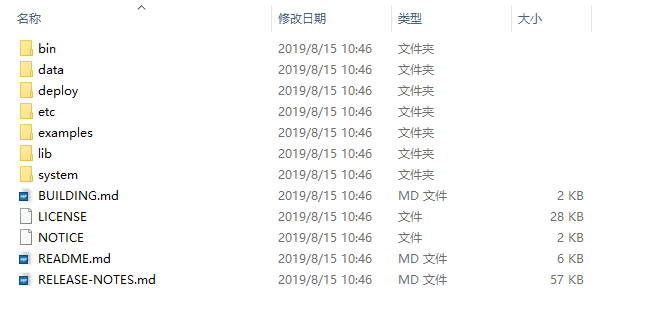 名称 修改日期 类型 大小
bin 2019/8/15 10:46 文件夹
data 2019/8/15 10:46 文件夹
deploy 2019/8/15 10:46 文件夹
etc 2019/8/15 10:46 文件夹
examples 2019/8/15 10:46 文件夹
lib 2019/8/15 10:46 文件夹
system 2019/8/15 10:46 文件夹
BUILDING.md 2019/8/15 10:46 MD 文件 2 KB
LICENSE 2019/8/15 10:46 文件 28 KB
NOTICE 2019/8/15 10:46 文件 2 KB
README.md 2019/8/15 10:46 MD 文件 6 KB
RELEASE-NOTES.md 2019/8/15 10:46 MD 文件 57 KB